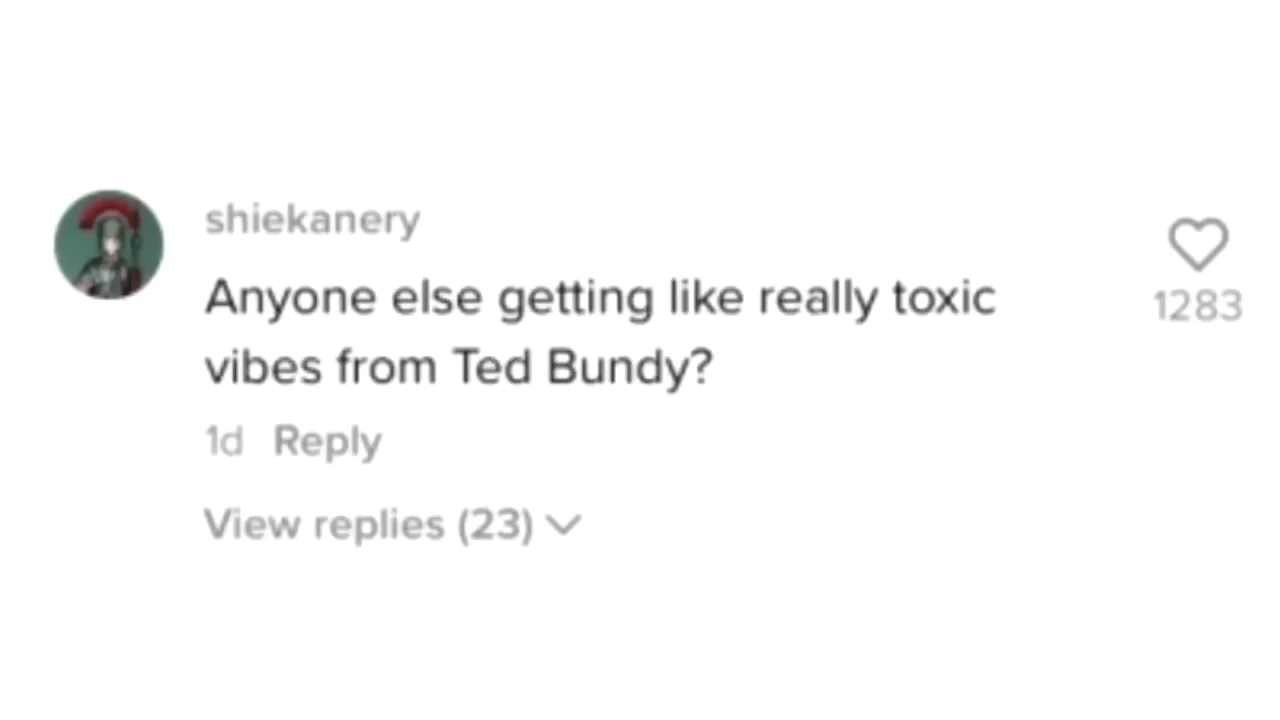 shiekanery
Anyone else getting like really toxic
vibes from Ted Bundy?
1283
1d Reply
View replies (23)